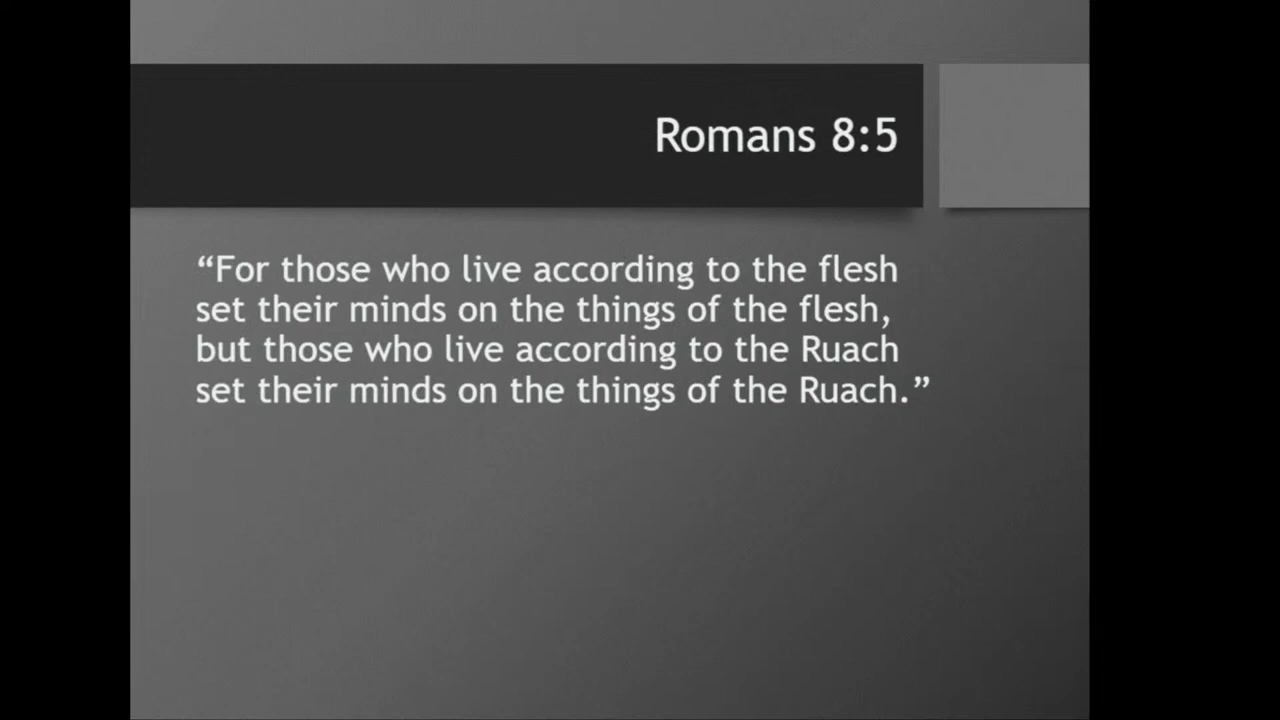 Romans 8:5
“For those who live according to the flesh
set their minds on the things of the flesh,
but those who live according to the Ruach
set their minds on the things of the Ruach.”